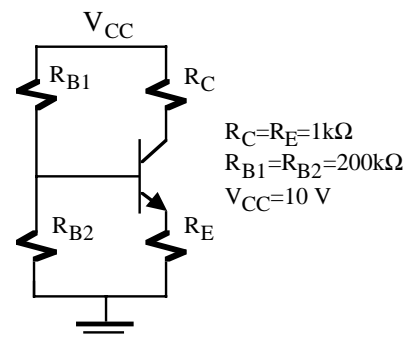 VCC
RB1
RC
RC=RE=1kΩ
RB1=RB2=200kΩ
VCC=10 V
RB2
RE